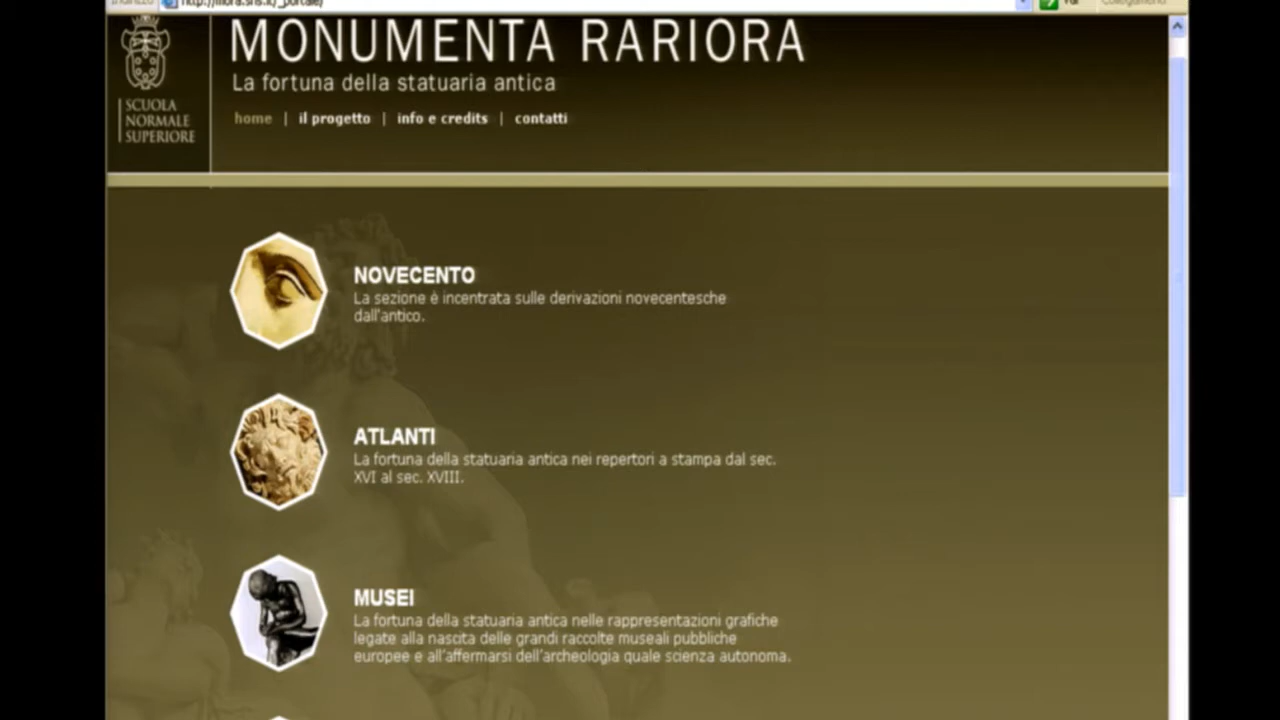 MONUMENTA RARIORA
La fortuna della statuaria antica
SCUOLA
NORMALE
SUPERIORE
home | il progetto | info e credits | contatti
NOVECENTO
La sezione è incentrata sulle derivazioni novecentesche
dall'antico.
ATLANTI
La fortuna della statuaria antica nei repertori a stampa dal sec.
XVI al sec. XVIII.
MUSEI
La fortuna della statuaria antica nelle rappresentazioni grafiche
legate alla nascita delle grandi raccolte museali pubbliche
europee e all'affermarsi dell'archeologia quale scienza autonoma.